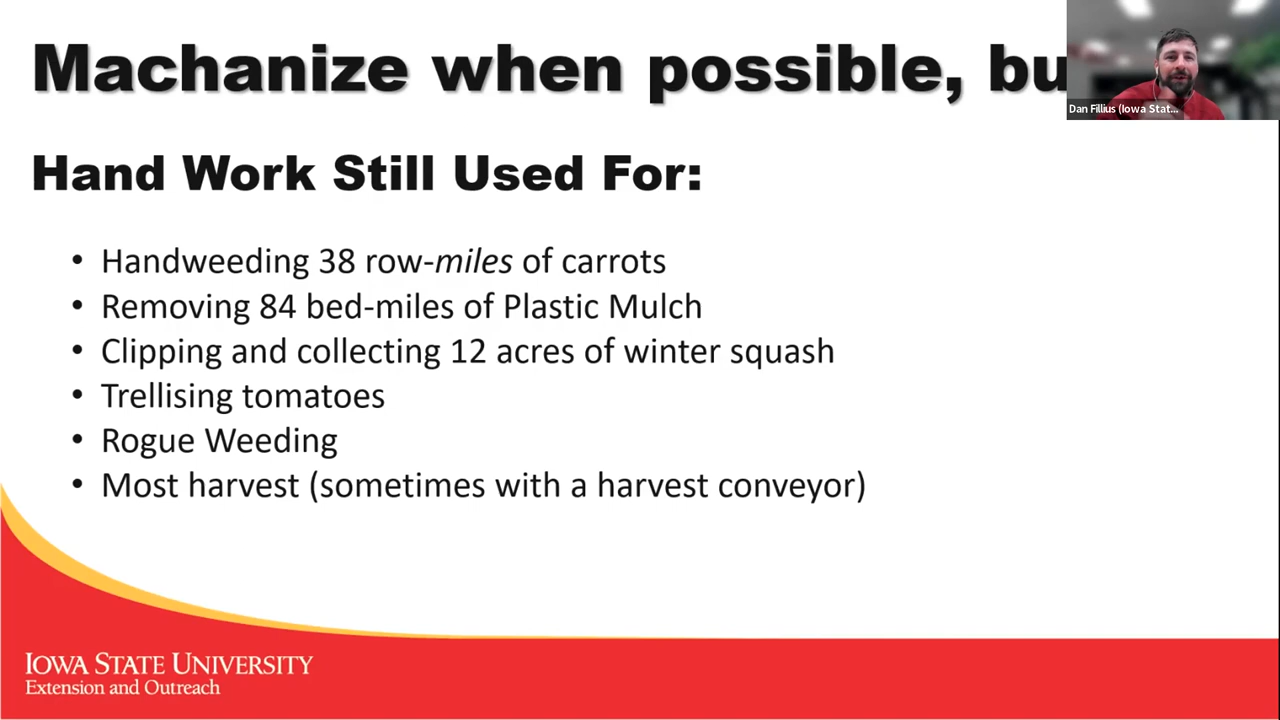 Machanize when possible, bu
Dan Fillius (Iowa Stat...
Hand Work Still Used For:
• Handweeding 38 row-miles of carrots
• Removing 84 bed-miles of Plastic Mulch
• Clipping and collecting 12 acres of winter squash
• Trellising tomatoes
• Rogue Weeding
• Most harvest (sometimes with a harvest conveyor)
IOWA STATE UNIVERSITY
Extension and Outreach